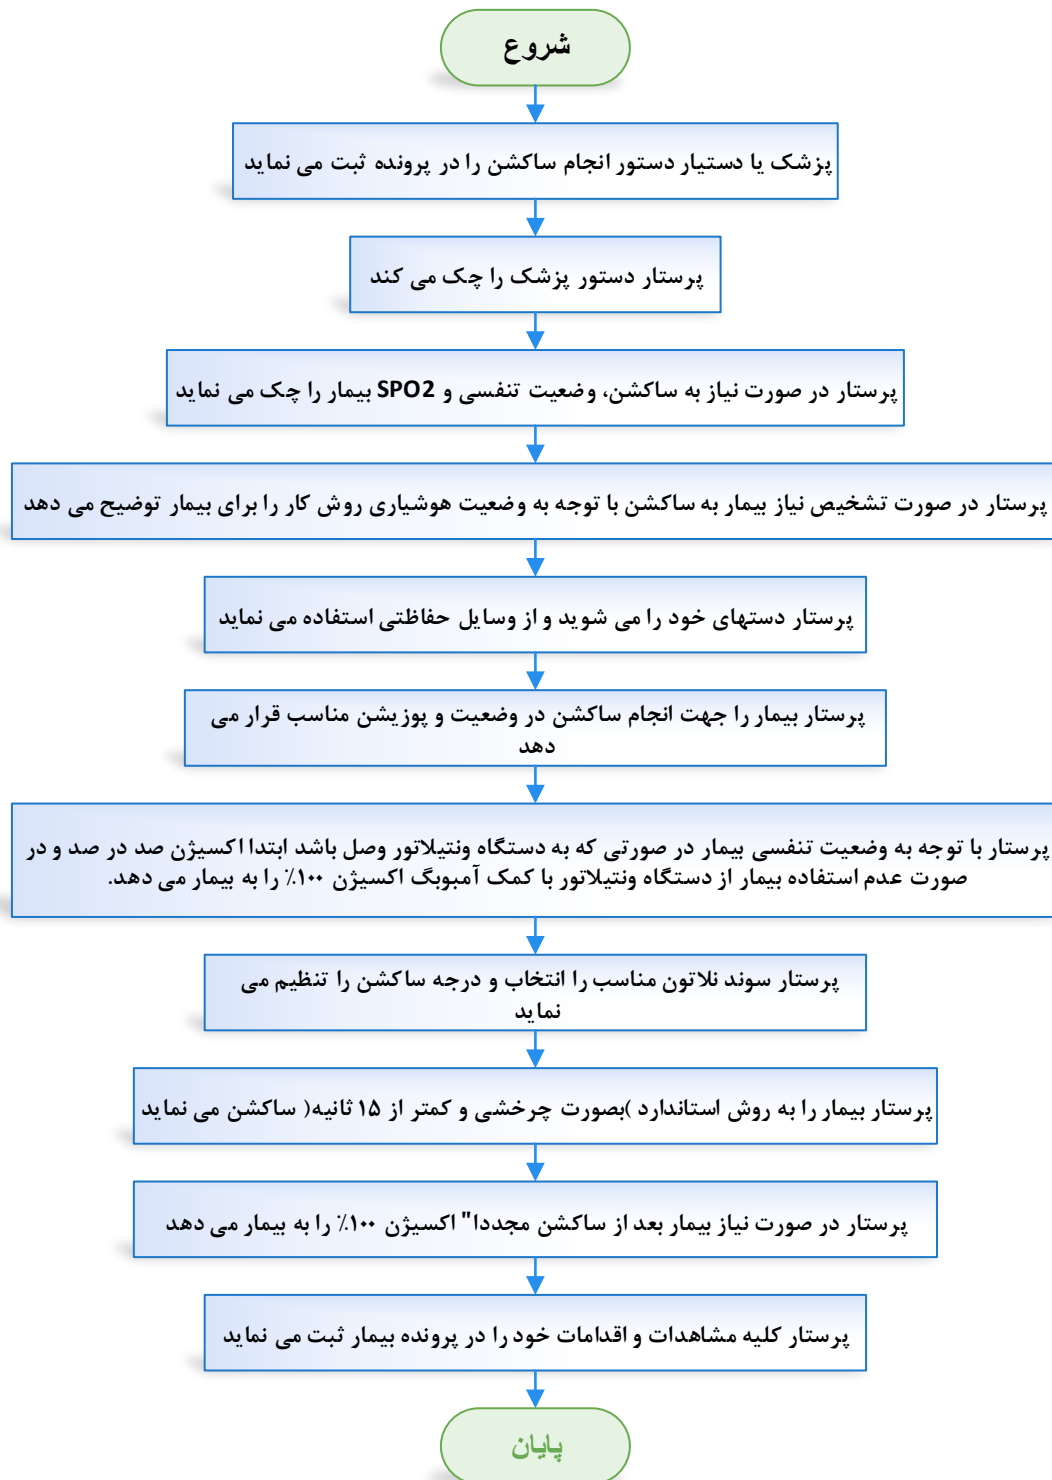 شروع
پزشک یا دستیار دستور انجام ساکشن را در پرونده ثبت می نماید
پرستار دستور پزشک را چک می کند
پرستار در صورت نیاز به ساکشن، وضعیت تنفسی و SPO2 بیمار را چک می نماید
پرستار در صورت تشخیص نیاز بیمار به ساکشن با توجه به وضعیت هوشیاری روش کار را برای بیمار توضیح می دهد
پرستار دستهای خود را می شوید و از وسایل حفاظتی استفاده می نماید
پرستار بیمار را جهت انجام ساکشن در وضعیت و پوزیشن مناسب قرار می
دهد
پرستار با توجه به وضعیت تنفسی بیمار در صورتی که به دستگاه ونتیلاتور وصل باشد ابتدا اکسیژن صد در صد و در
صورت عدم استفاده بیمار از دستگاه ونتیلاتور با کمک آمبوبگ اکسیژن ۱۰۰٪ را به بیمار می دهد.
پرستار سوند نلاتون مناسب را انتخاب و درجه ساکشن را تنظیم می
نماید
پرستار بیمار را به روش استاندارد )بصورت چرخشی و کمتر از ۱۵ ثانیه( ساکشن می نماید
پرستار در صورت نیاز بیمار بعد از ساکشن مجددا" اکسیژن ۱۰۰٪ را به بیمار می دهد
پرستار کلیه مشاهدات و اقدامات خود را در پرونده بیمار ثبت می نماید
پایان